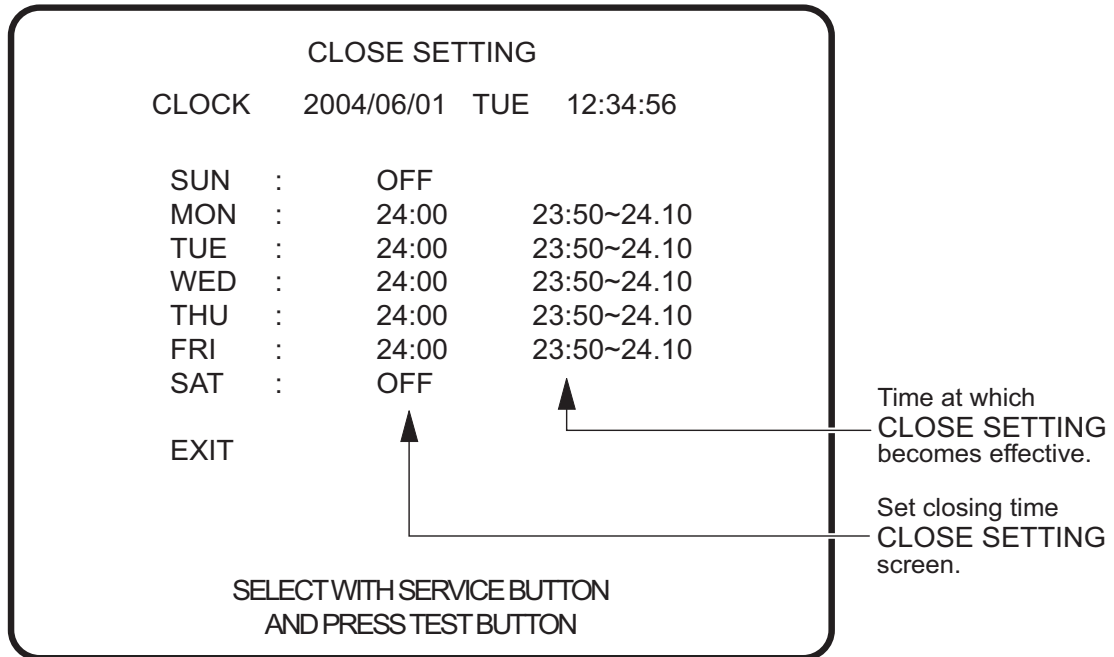 CLOSE SETTING
CLOCK 2004/06/01 TUE 12:34:56
SUN : OFF
MON : 24:00 23:50~24.10
TUE : 24:00 23:50~24.10
WED : 24:00 23:50~24.10
THU : 24:00 23:50~24.10
FRI : 24:00 23:50~24.10
SAT : OFF
EXIT
SELECT WITH SERVICE BUTTON
AND PRESS TEST BUTTON
Time at which
CLOSE SETTING
becomes effective.
Set closing time
CLOSE SETTING
screen.